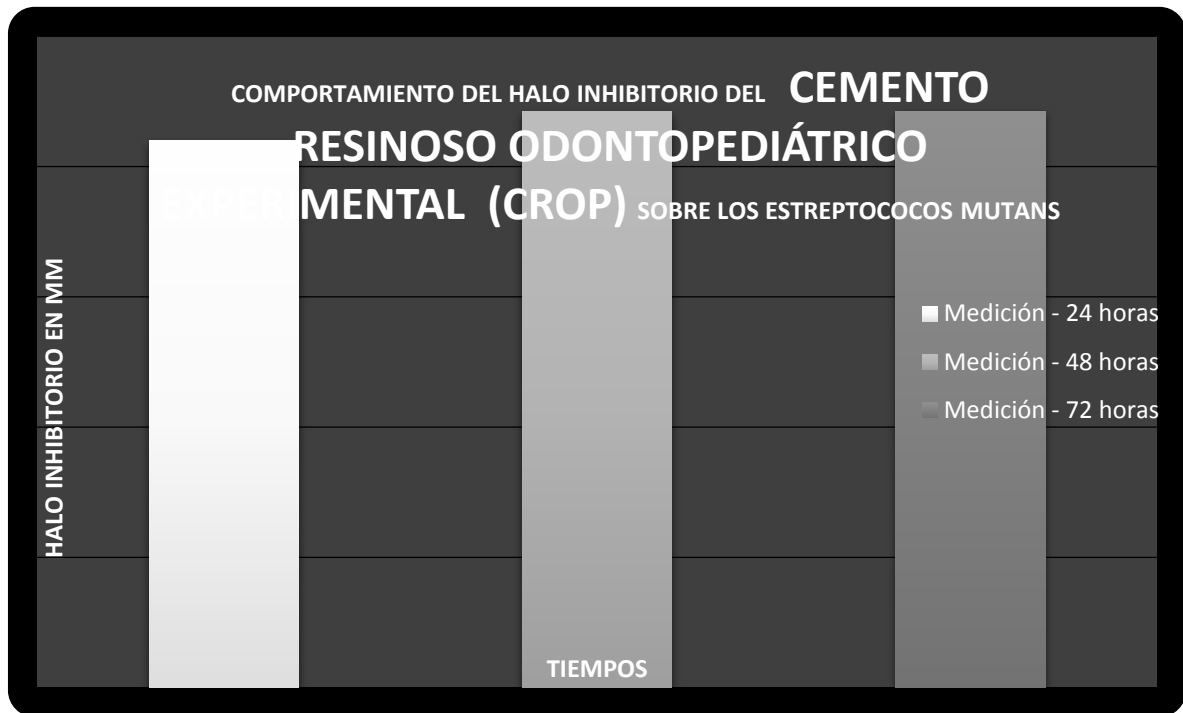 COMPORTAMIENTO DEL HALO INHIBITORIO DEL CEMENTO
RESINOSO ODONTOPEDIÁTRICO
EXPERIMENTAL (CROP) SOBRE LOS ESTREPTOCOCOS MUTANS
HALO INHIBITORIO EN MM
Medición - 24 horas
Medición - 48 horas
Medición - 72 horas
TIEMPOS